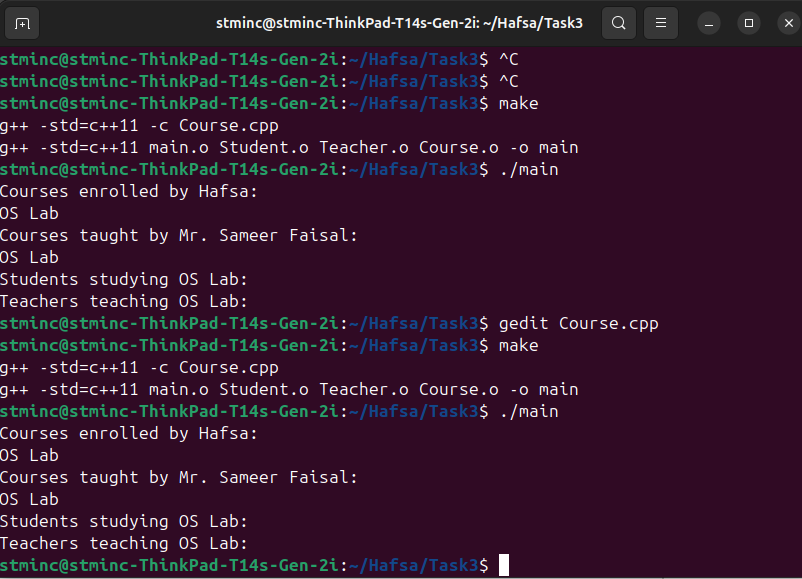 stminc@stminc-ThinkPad-T14s-Gen-2i: ~/Hafsa/Task3
stminc@stminc-ThinkPad-T14s-Gen-2i:~/Hafsa/Task3$ ^C
stminc@stminc-ThinkPad-T14s-Gen-2i:~/Hafsa/Task3$ ^C
stminc@stminc-ThinkPad-T14s-Gen-2i:~/Hafsa/Task3$ make
g++ -std=c++11 -c Course.cpp
g++ -std=c++11 main.o Student.o Teacher.o Course.o -o main
stminc@stminc-ThinkPad-T14s-Gen-2i:~/Hafsa/Task3$ ./main
Courses enrolled by Hafsa:
OS Lab
Courses taught by Mr. Sameer Faisal:
OS Lab
Students studying OS Lab:
Teachers teaching OS Lab:
stminc@stminc-ThinkPad-T14s-Gen-2i:~/Hafsa/Task3$ gedit Course.cpp
stminc@stminc-ThinkPad-T14s-Gen-2i:~/Hafsa/Task3$ make
g++ -std=c++11 -c Course.cpp
g++ -std=c++11 main.o Student.o Teacher.o Course.o -o main
stminc@stminc-ThinkPad-T14s-Gen-2i:~/Hafsa/Task3$ ./main
Courses enrolled by Hafsa:
OS Lab
Courses taught by Mr. Sameer Faisal:
OS Lab
Students studying OS Lab:
Teachers teaching OS Lab:
stminc@stminc-ThinkPad-T14s-Gen-2i:~/Hafsa/Task3$